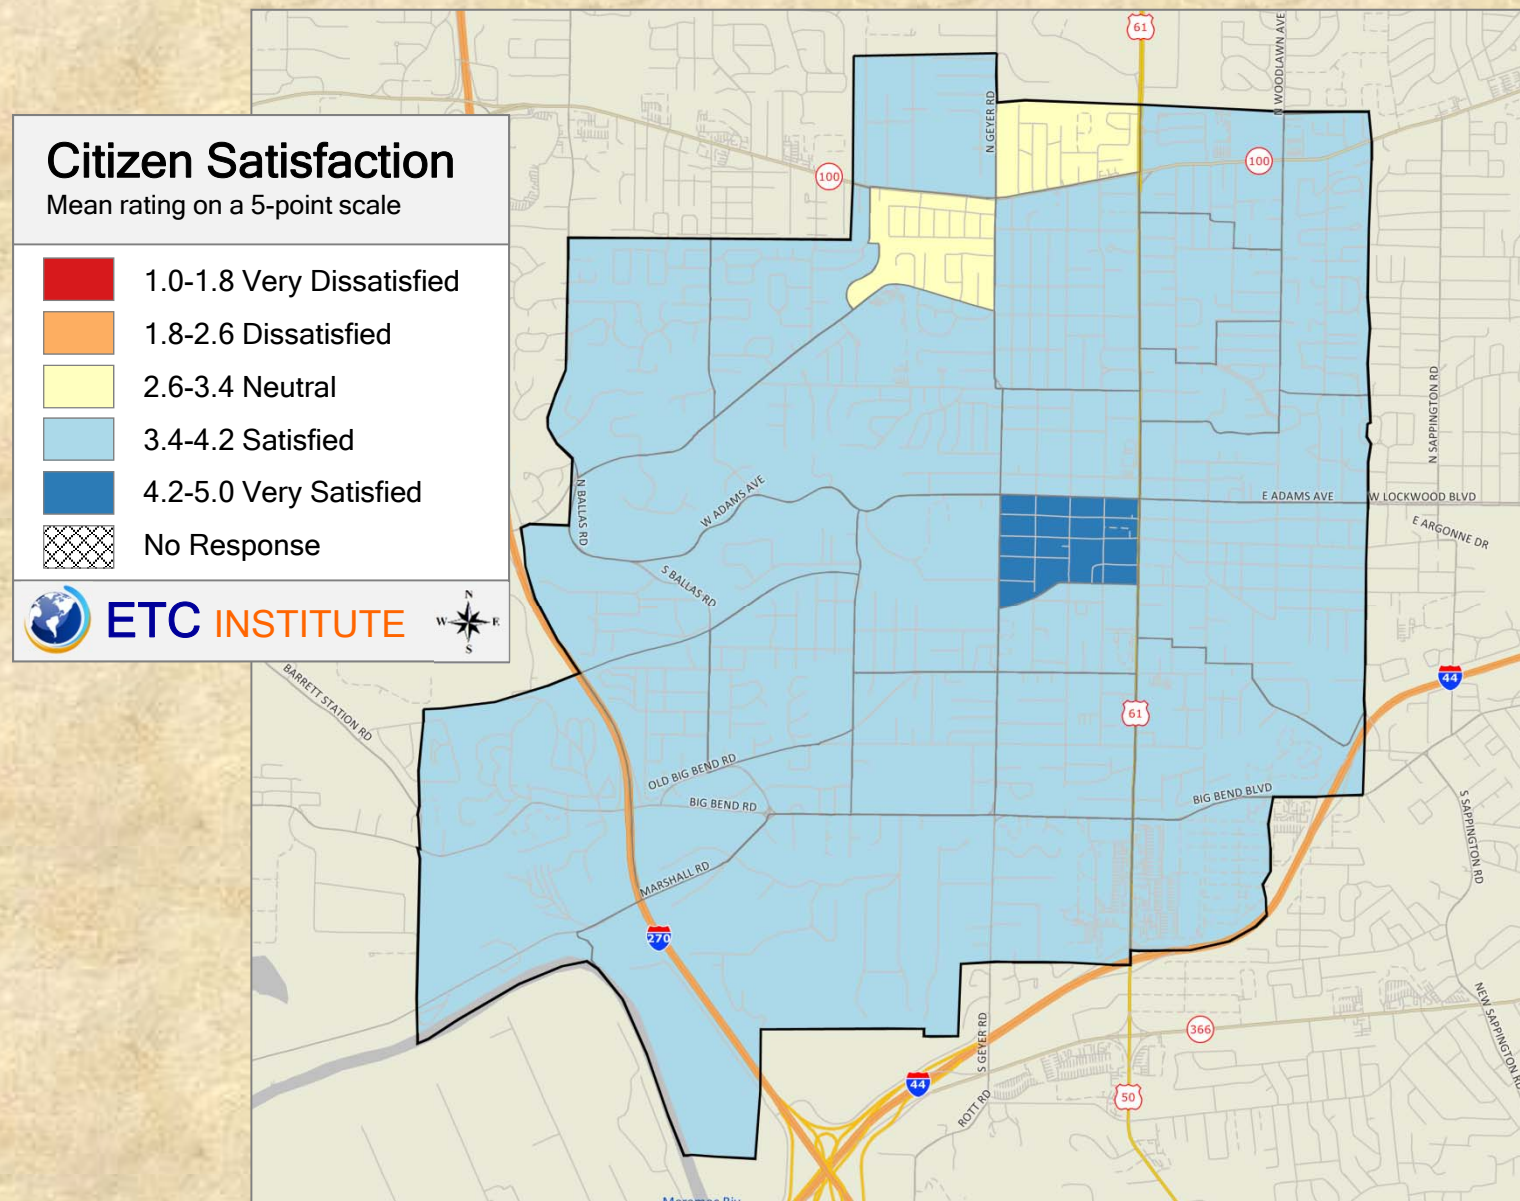 Citizen Satisfaction
Mean rating on a 5-point scale
1.0-1.8 Very Dissatisfied
1.8-2.6 Dissatisfied
2.6-3.4 Neutral
3.4-4.2 Satisfied
4.2-5.0 Very Satisfied
No Response
ETC INSTITUTE
N
W
E
S
61
N WOODLAWN AVE
N GEYER RD
100
100
N SAPPINGTON RD
N BALLAS RD
W ADAMS AVE
E ADAMS AVE
W LOCKWOOD BLVD
E ARGONNE DR
S BALLAS RD
BARRETT STATION RD
44
61
OLD BIG BEND RD
BIG BEND RD
BIG BEND BLVD
S SAPPINGTON RD
MARSHALL RD
270
NEW SAPPINGTON RD
S GEYER RD
366
44
ROTT RD
50